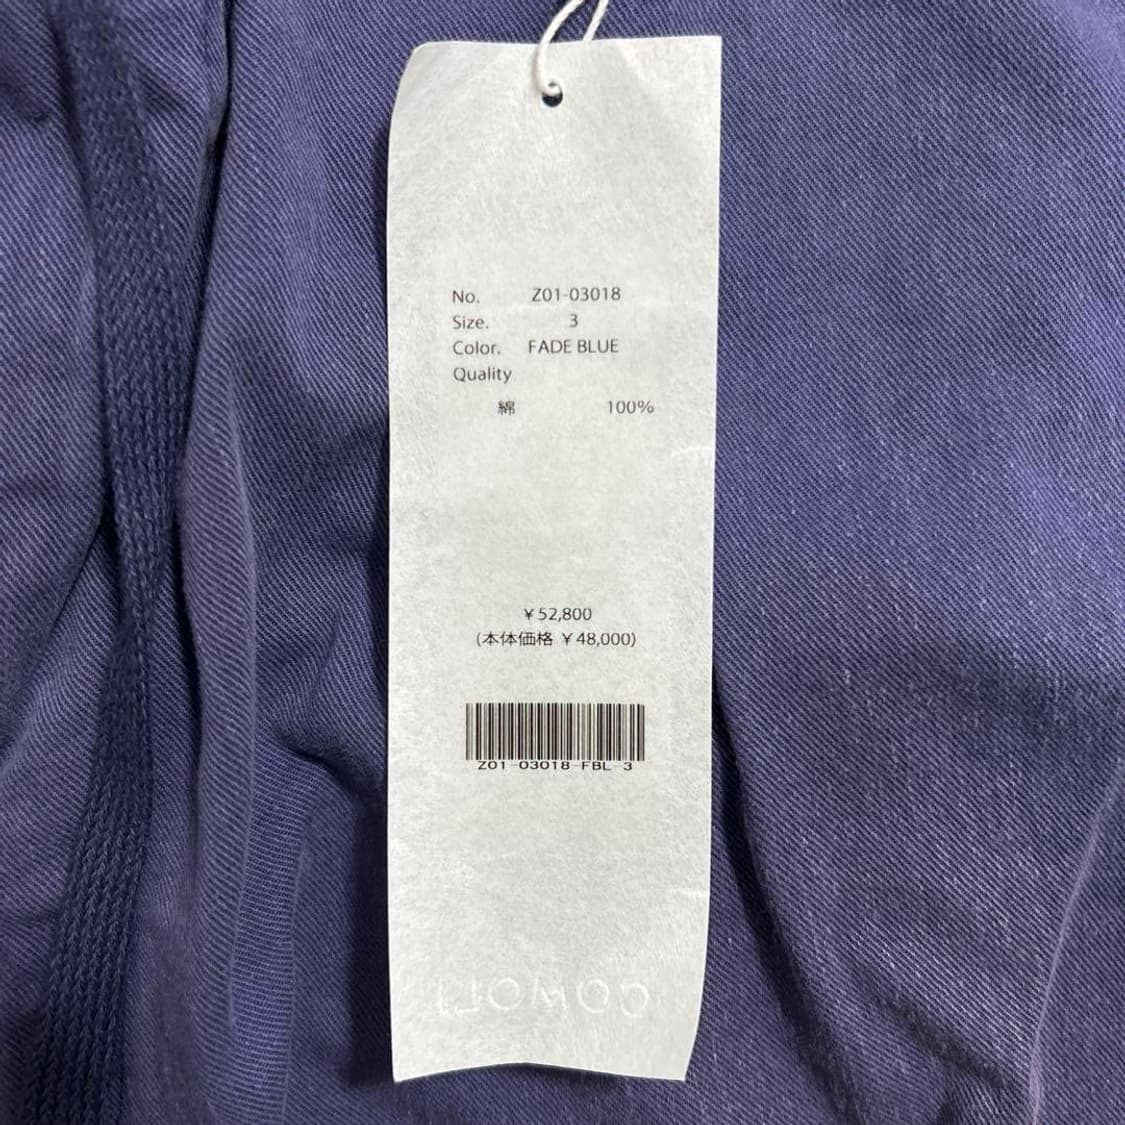 No. Z01-03018
Size. 3
Color. FADE BLUE
Quality
綿 100%
￥52,800
(本体価格 ￥48,000)
Z01-03018-FBL-3
COMOLI